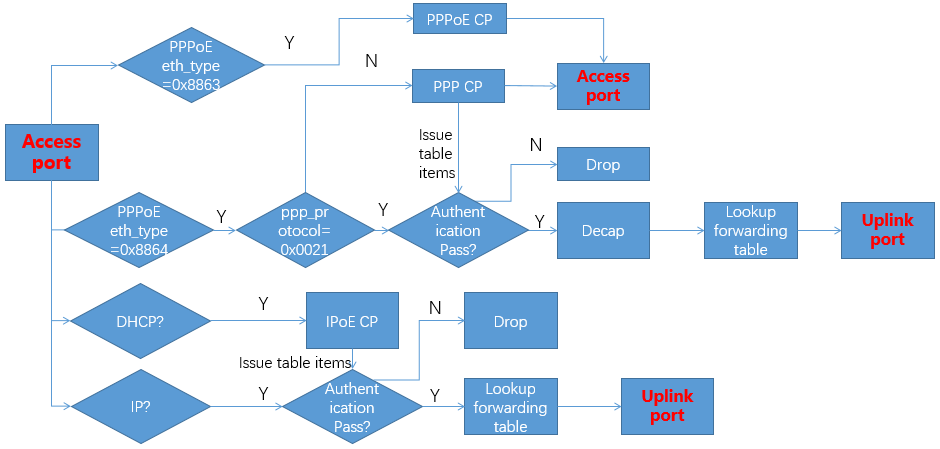 PPPoE
eth_type
=0x8863
Y
PPPoE CP
N
PPP CP
Access
port
Access
port
Issue
table
items
N
Drop
PPPoE
eth_type
=0x8864
Y
ppp_pr
otocol=
0x0021
Y
Authent
ication
Pass?
Y
Decap
Lookup
forwarding
table
Uplink
port
DHCP?
Y
IPoE CP
N
Drop
Issue table items
IP?
Y
Authent
ication
Pass?
Y
Lookup
forwarding
table
Uplink
port